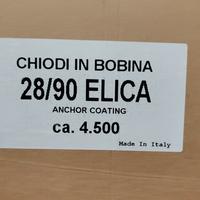 CHIODI IN BOBINA
28/90 ELICA
ANCHOR COATING
ca. 4.500
Made In Italy